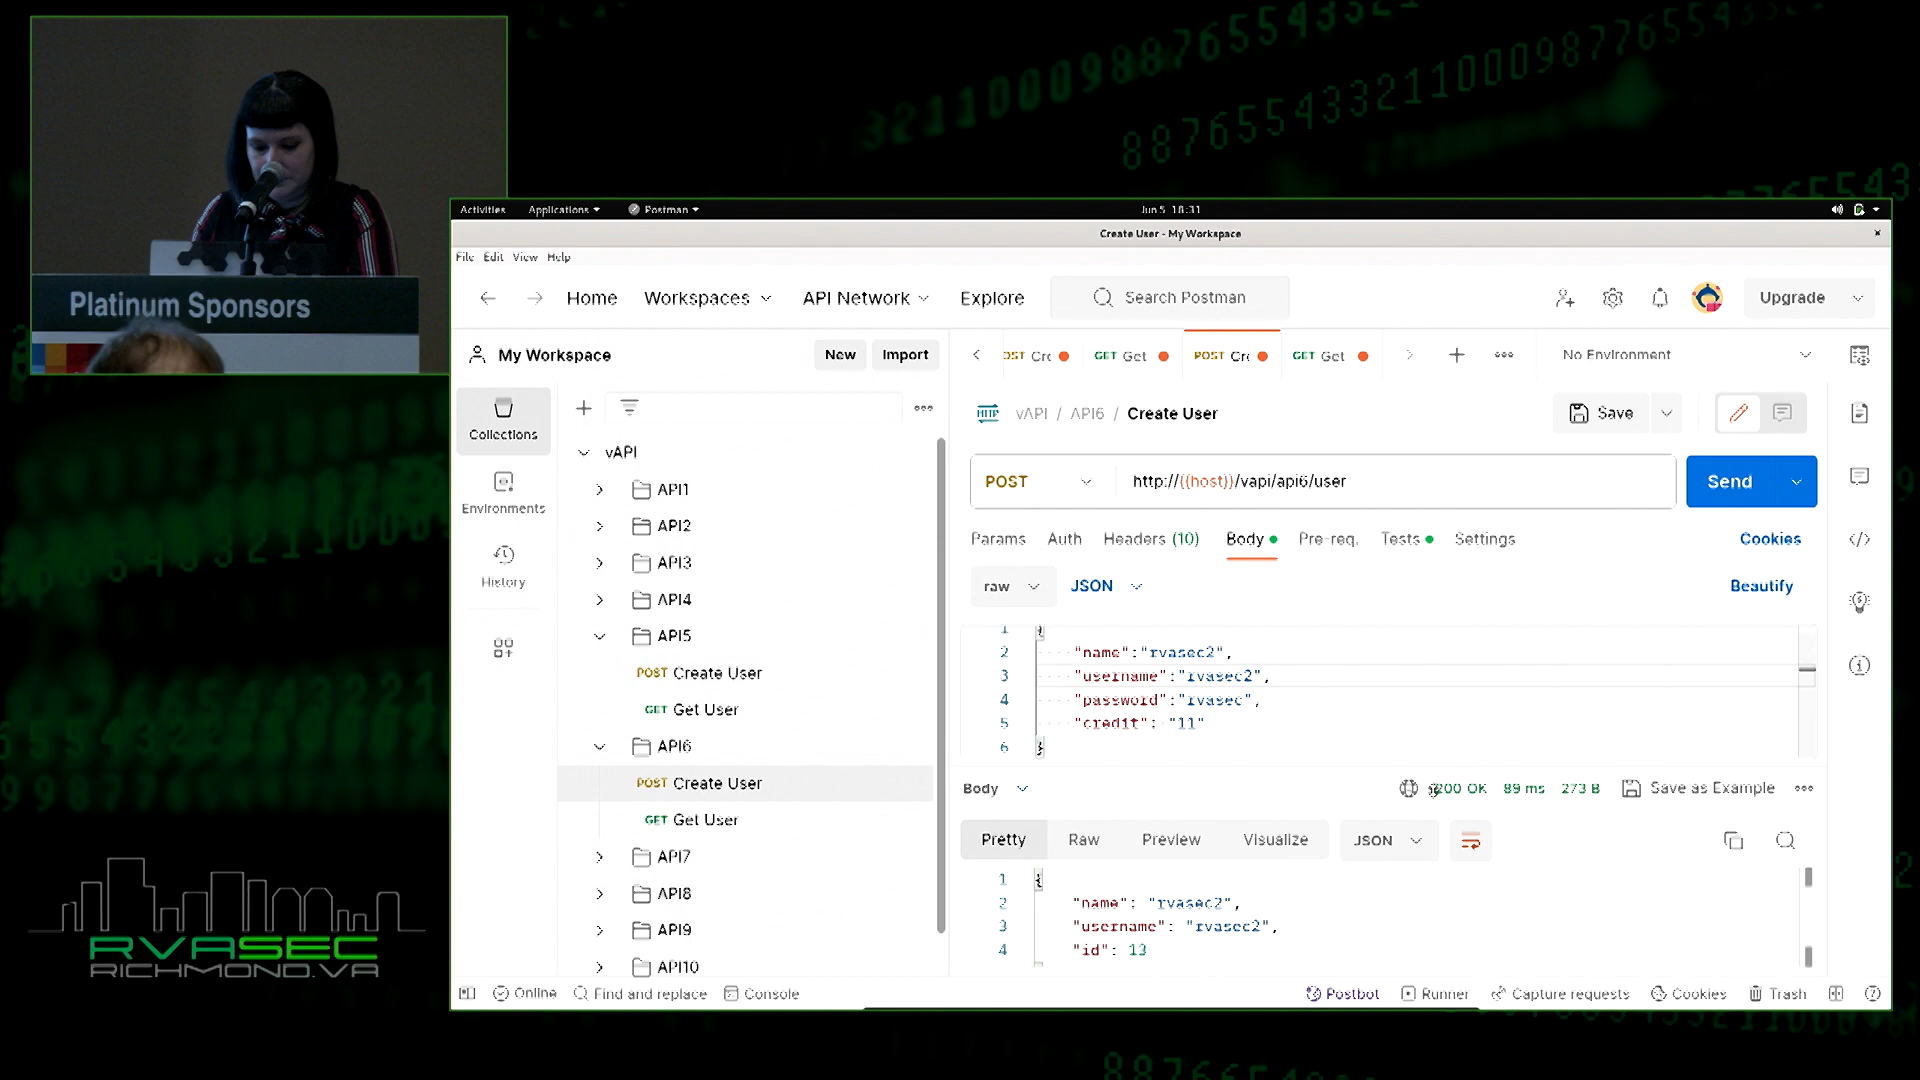 Platinum Sponsors
Activities Applications Postman Jun 5 18:31
Create User - My Workspace
File Edit View Help
Home Workspaces API Network Explore Search Postman Upgrade
My Workspace New Import
POST Cre GET Get No Environment
Collections
Environments
History
vAPI
API1
API2
API3
API4
API5
POST Create User
GET Get User
API6
POST Create User
GET Get User
API7
API8
API9
API10
HTTP vAPI / API6 / Create User Save
POST http://{{host}}/vapi/api6/user Send
Params Auth Headers (10) Body Pre-req. Tests Settings Cookies
raw JSON Beautify
1 {
2 "name":"rvasec2",
3 "username":"rvasec2",
4 "password":"rvasec",
5 "credit": "11"
6 }
Body 200 OK 89 ms 273 B Save as Example
Pretty Raw Preview Visualize JSON
1 {
2 "name": "rvasec2",
3 "username": "rvasec2",
4 "id": 13
Online Find and replace Console Postbot Runner Capture requests Cookies Trash
RVASEC
RICHMOND.VA